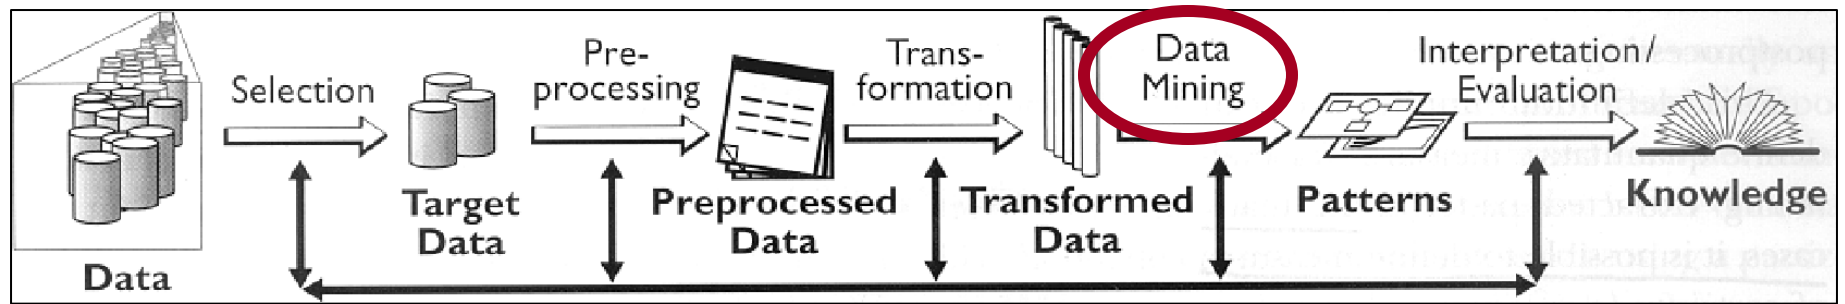 Selection
Pre-
processing
Trans-
formation
Data
Mining
Interpretation/
Evaluation
Data
Target
Data
Preprocessed
Data
Transformed
Data
Patterns
Knowledge